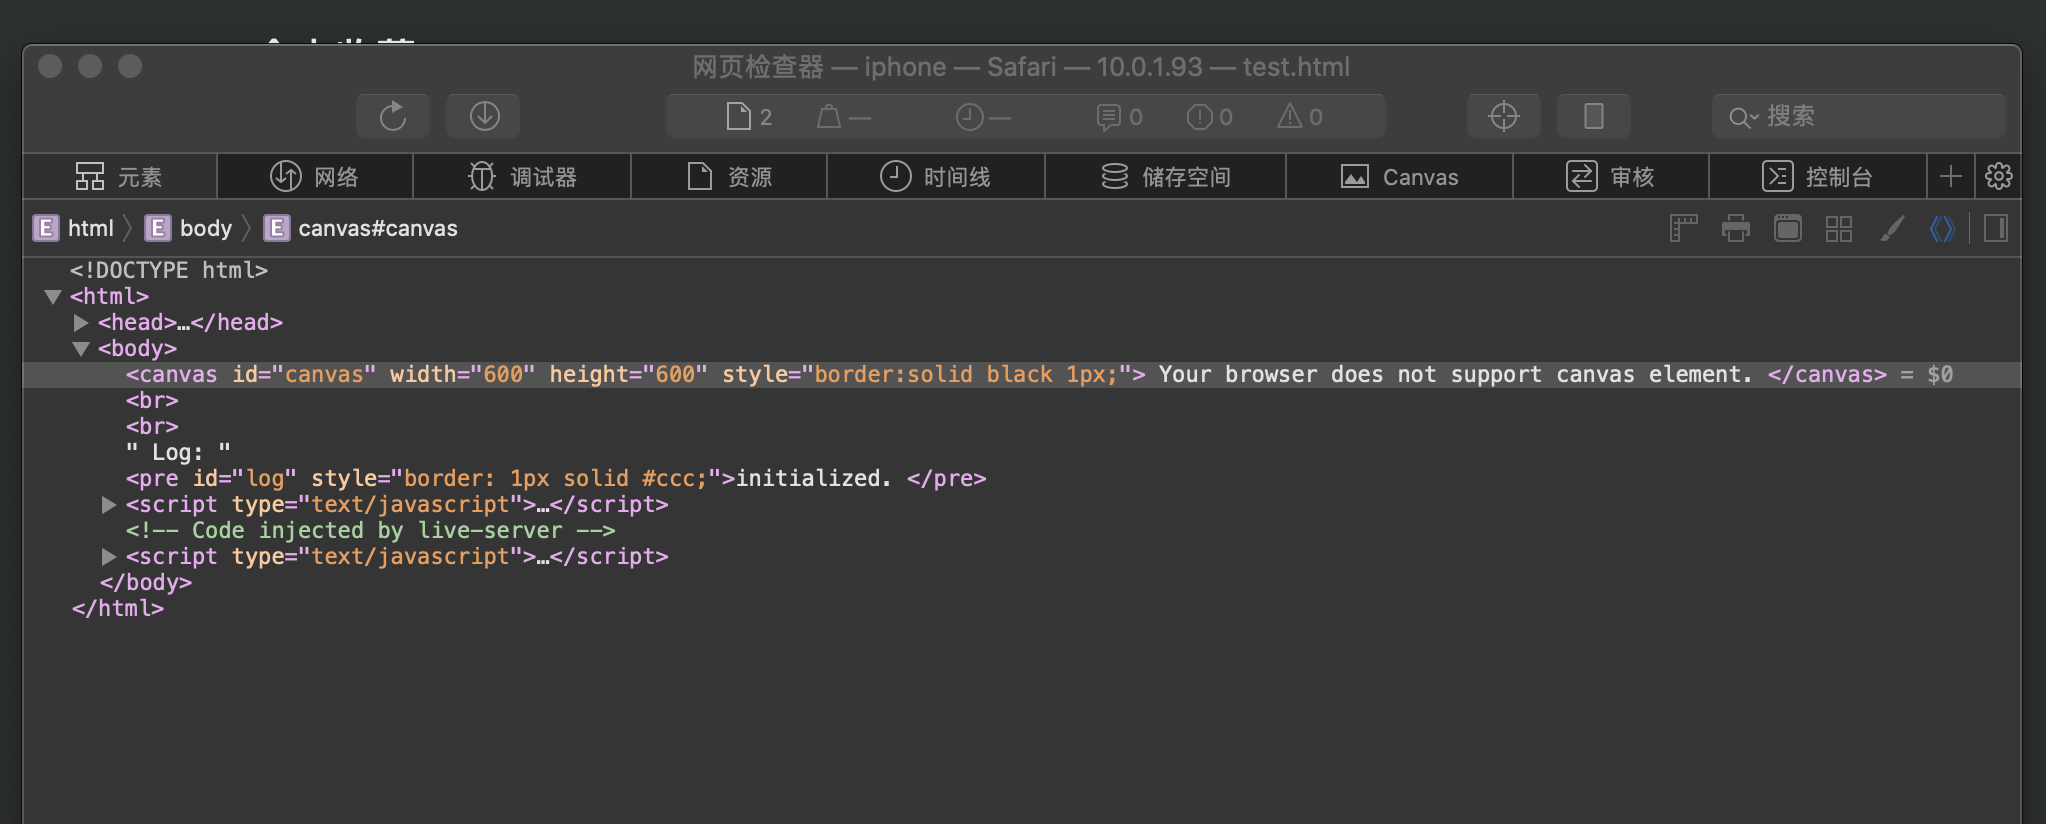 网页检查器 — iphone — Safari — 10.0.1.93 — test.html
2 — — 0 0 0 搜索
元素 网络 调试器 资源 时间线 储存空间 Canvas 审核 控制台
E html E body E canvas#canvas
<!DOCTYPE html>
<html>
<head>…</head>
<body>
<canvas id="canvas" width="600" height="600" style="border:solid black 1px;"> Your browser does not support canvas element. </canvas> = $0
<br>
<br>
" Log: "
<pre id="log" style="border: 1px solid #ccc;">initialized. </pre>
<script type="text/javascript">…</script>
<!-- Code injected by live-server -->
<script type="text/javascript">…</script>
</body>
</html>